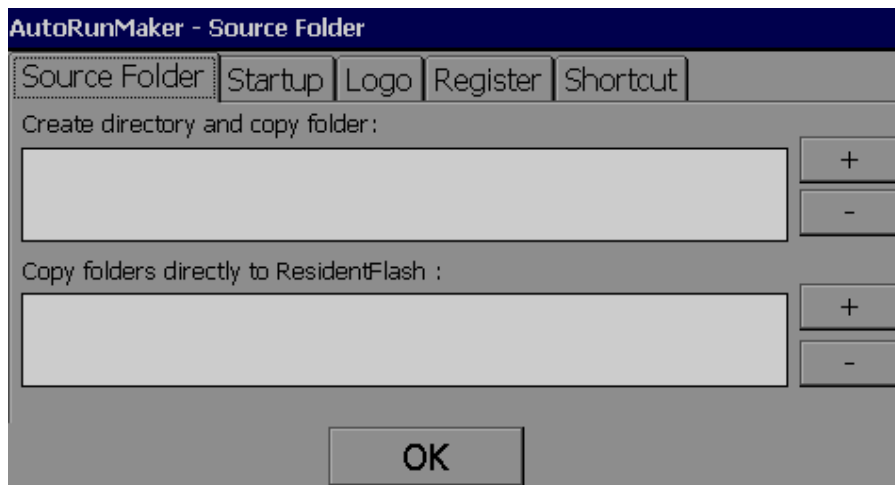 AutoRunMaker - Source Folder
Source Folder Startup Logo Register Shortcut
Create directory and copy folder:
+
-
Copy folders directly to ResidentFlash :
+
-
OK